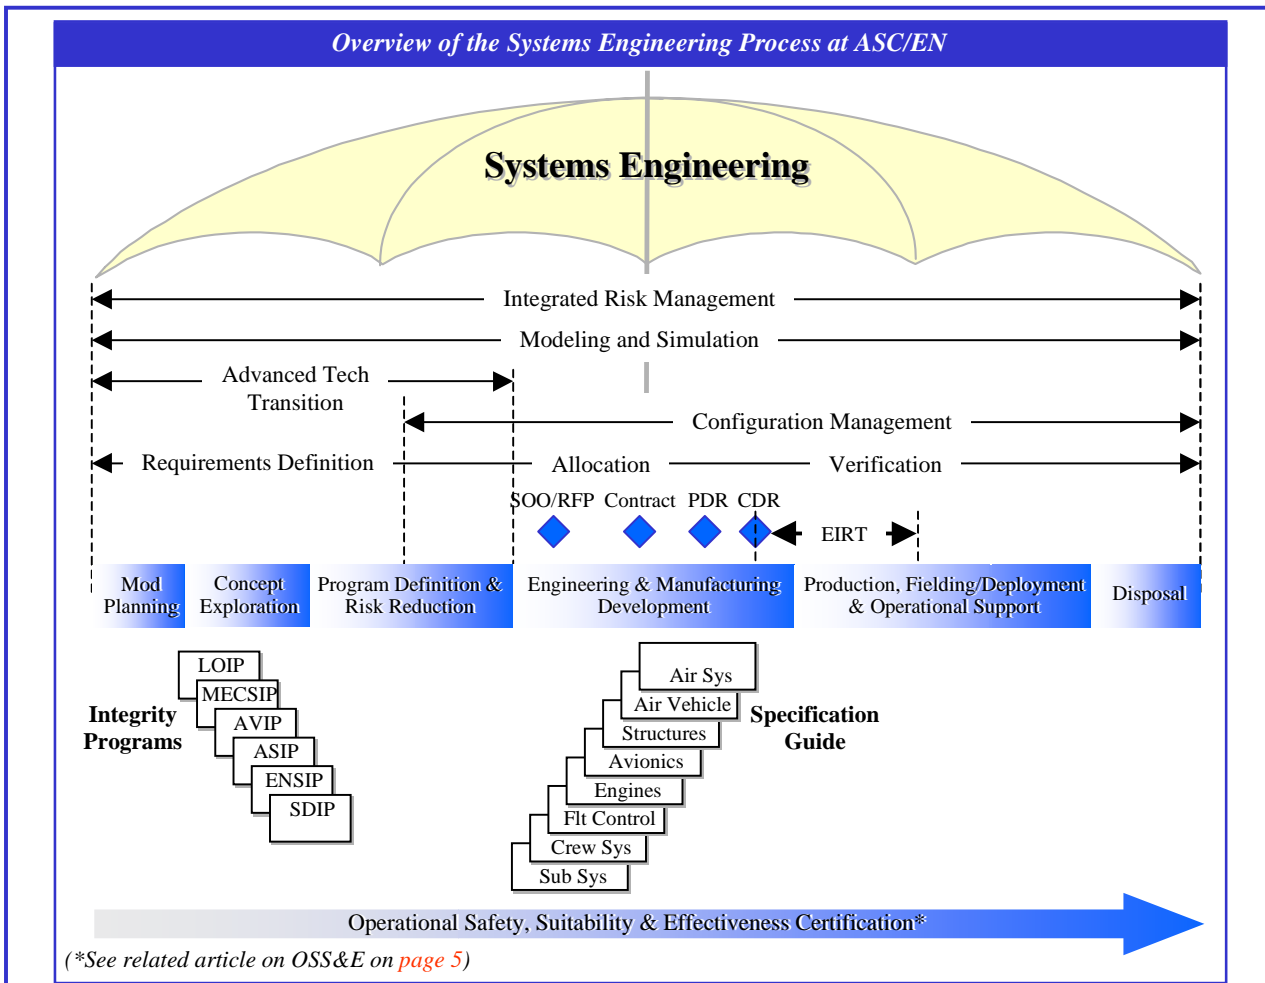 Overview of the Systems Engineering Process at ASC/EN
Systems Engineering
Integrated Risk Management
Modeling and Simulation
Advanced Tech
Transition
Configuration Management
Requirements Definition
Allocation
Verification
SOO/RFP
Contract
PDR
CDR
EIRT
Mod
Planning
Concept
Exploration
Program Definition &
Risk Reduction
Engineering & Manufacturing
Development
Production, Fielding/Deployment
& Operational Support
Disposal
Integrity
Programs
LOIP
MECSIP
AVIP
ASIP
ENSIP
SDIP
Air Sys
Air Vehicle
Structures
Avionics
Engines
Flt Control
Crew Sys
Sub Sys
Specification
Guide
Operational Safety, Suitability & Effectiveness Certification*
(*See related article on OSS&E on page 5)